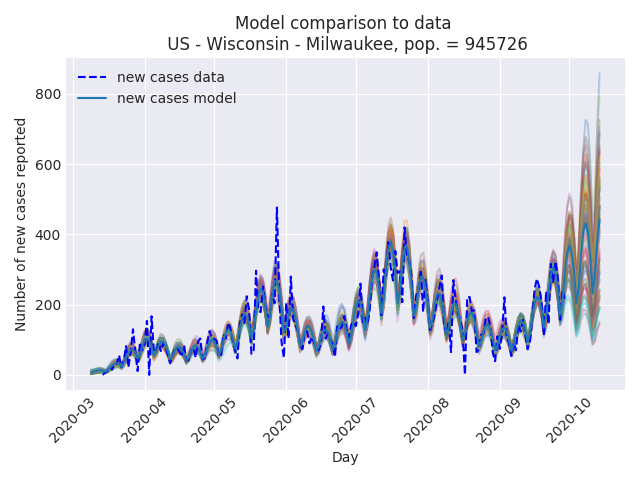 Model comparison to data
US - Wisconsin - Milwaukee, pop. = 945726
new cases data
new cases model
Number of new cases reported
800
600
400
200
0
2020-03
2020-04
2020-05
2020-06
2020-07
2020-08
2020-09
2020-10
Day